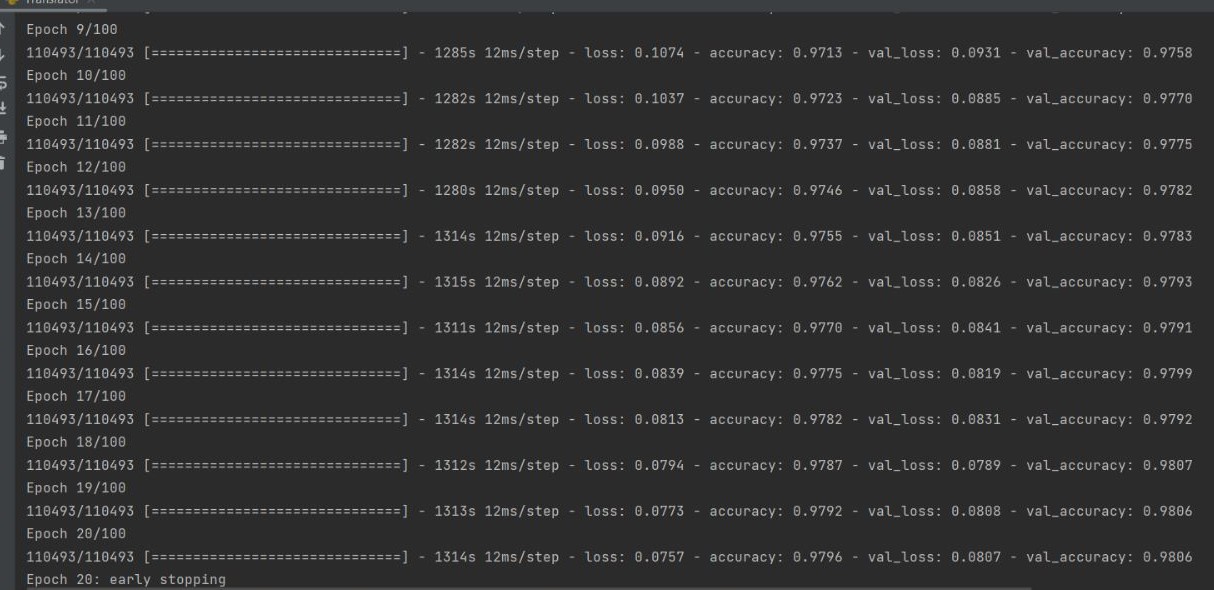 Translator
Epoch 9/100
110493/110493 [==============================] - 1285s 12ms/step - loss: 0.1074 - accuracy: 0.9713 - val_loss: 0.0931 - val_accuracy: 0.9758
Epoch 10/100
110493/110493 [==============================] - 1282s 12ms/step - loss: 0.1037 - accuracy: 0.9723 - val_loss: 0.0885 - val_accuracy: 0.9770
Epoch 11/100
110493/110493 [==============================] - 1282s 12ms/step - loss: 0.0988 - accuracy: 0.9737 - val_loss: 0.0881 - val_accuracy: 0.9775
Epoch 12/100
110493/110493 [==============================] - 1280s 12ms/step - loss: 0.0950 - accuracy: 0.9746 - val_loss: 0.0858 - val_accuracy: 0.9782
Epoch 13/100
110493/110493 [==============================] - 1314s 12ms/step - loss: 0.0916 - accuracy: 0.9755 - val_loss: 0.0851 - val_accuracy: 0.9783
Epoch 14/100
110493/110493 [==============================] - 1315s 12ms/step - loss: 0.0892 - accuracy: 0.9762 - val_loss: 0.0826 - val_accuracy: 0.9793
Epoch 15/100
110493/110493 [==============================] - 1311s 12ms/step - loss: 0.0856 - accuracy: 0.9770 - val_loss: 0.0841 - val_accuracy: 0.9791
Epoch 16/100
110493/110493 [==============================] - 1314s 12ms/step - loss: 0.0839 - accuracy: 0.9775 - val_loss: 0.0819 - val_accuracy: 0.9799
Epoch 17/100
110493/110493 [==============================] - 1314s 12ms/step - loss: 0.0813 - accuracy: 0.9782 - val_loss: 0.0831 - val_accuracy: 0.9792
Epoch 18/100
110493/110493 [==============================] - 1312s 12ms/step - loss: 0.0794 - accuracy: 0.9787 - val_loss: 0.0789 - val_accuracy: 0.9807
Epoch 19/100
110493/110493 [==============================] - 1313s 12ms/step - loss: 0.0773 - accuracy: 0.9792 - val_loss: 0.0808 - val_accuracy: 0.9806
Epoch 20/100
110493/110493 [==============================] - 1314s 12ms/step - loss: 0.0757 - accuracy: 0.9796 - val_loss: 0.0807 - val_accuracy: 0.9806
Epoch 20: early stopping